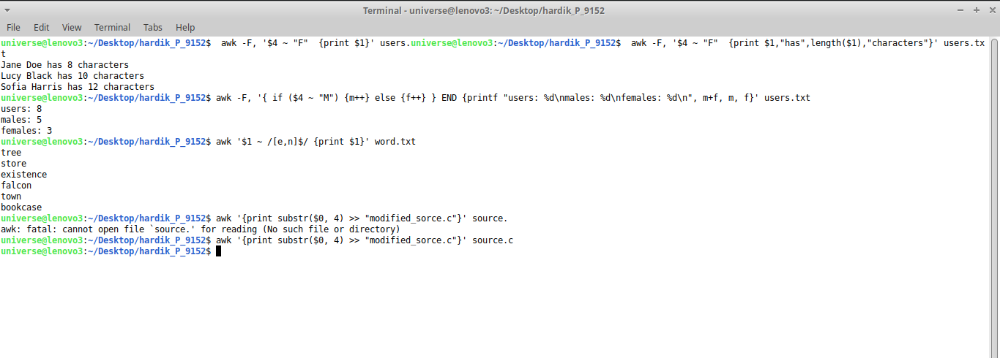 Terminal - universe@lenovo3: ~/Desktop/hardik_P_9152
File Edit View Terminal Tabs Help
universe@lenovo3:~/Desktop/hardik_P_9152$  awk -F, '$4 ~ "F"  {print $1}' users.universe@lenovo3:~/Desktop/hardik_P_9152$  awk -F, '$4 ~ "F"  {print $1,"has",length($1),"characters"}' users.tx
t
Jane Doe has 8 characters
Lucy Black has 10 characters
Sofia Harris has 12 characters
universe@lenovo3:~/Desktop/hardik_P_9152$ awk -F, '{ if ($4 ~ "M") {m++} else {f++} } END {printf "users: %d\nmales: %d\nfemales: %d\n", m+f, m, f}' users.txt
users: 8
males: 5
females: 3
universe@lenovo3:~/Desktop/hardik_P_9152$ awk '$1 ~ /[e,n]$/ {print $1}' word.txt
tree
store
existence
falcon
town
bookcase
universe@lenovo3:~/Desktop/hardik_P_9152$ awk '{print substr($0, 4) >> "modified_sorce.c"}' source.
awk: fatal: cannot open file `source.' for reading (No such file or directory)
universe@lenovo3:~/Desktop/hardik_P_9152$ awk '{print substr($0, 4) >> "modified_sorce.c"}' source.c
universe@lenovo3:~/Desktop/hardik_P_9152$